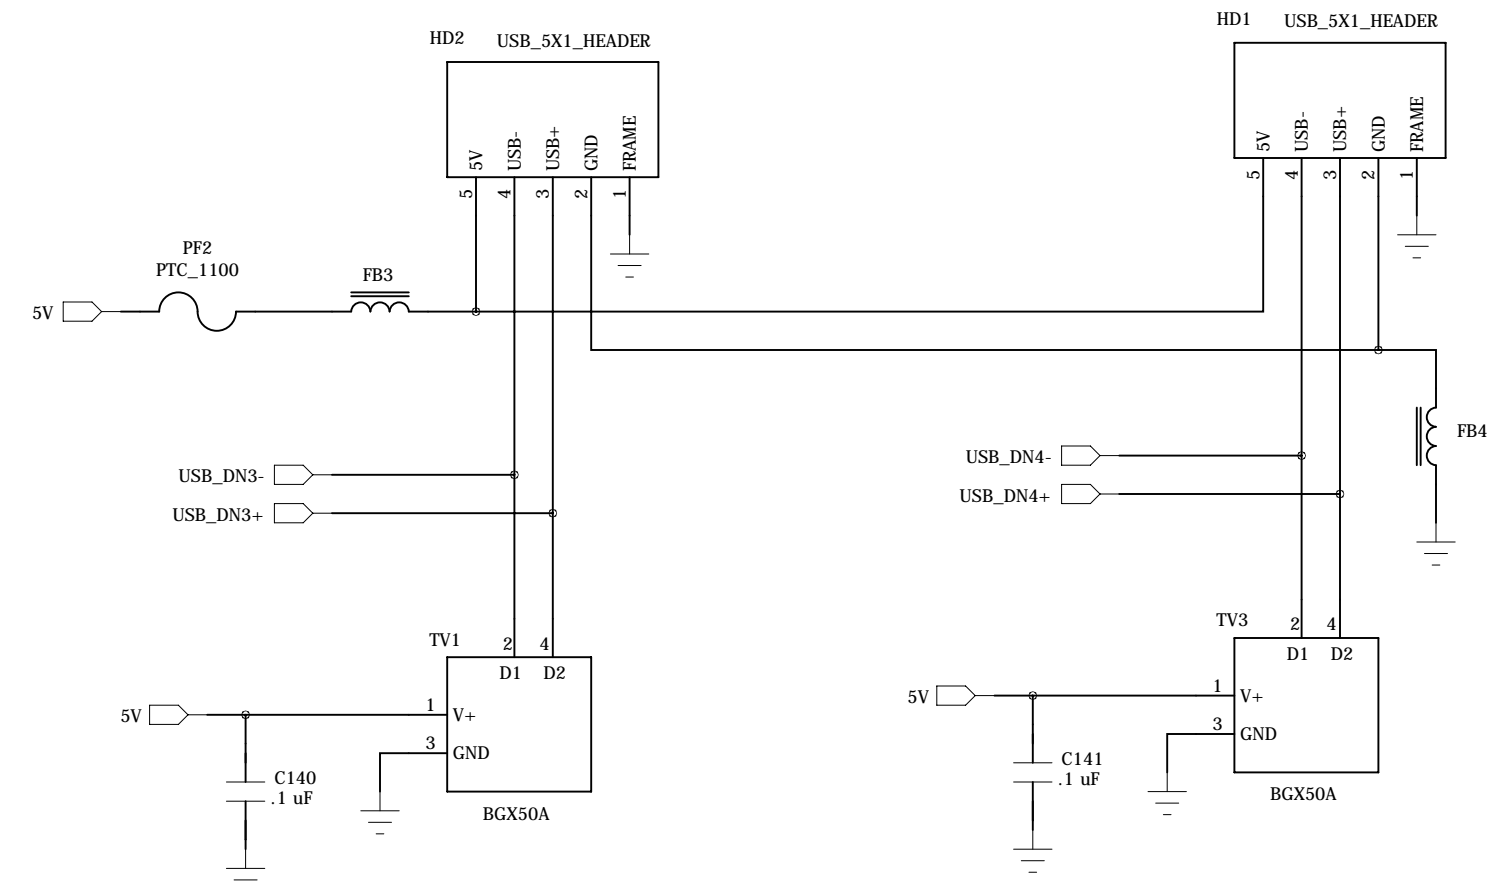 HD2 USB_5X1_HEADER
5V
USB-
USB+
GND
FRAME
5
4
3
2
1
HD1 USB_5X1_HEADER
5V
USB-
USB+
GND
FRAME
5
4
3
2
1
PF2
PTC_1100
FB3
5V
FB4
USB_DN3-
USB_DN3+
USB_DN4-
USB_DN4+
TV1
2 4
D1 D2
5V
1 V+
3 GND
C140
.1 uF
BGX50A
TV3
2 4
D1 D2
5V
1 V+
3 GND
C141
.1 uF
BGX50A